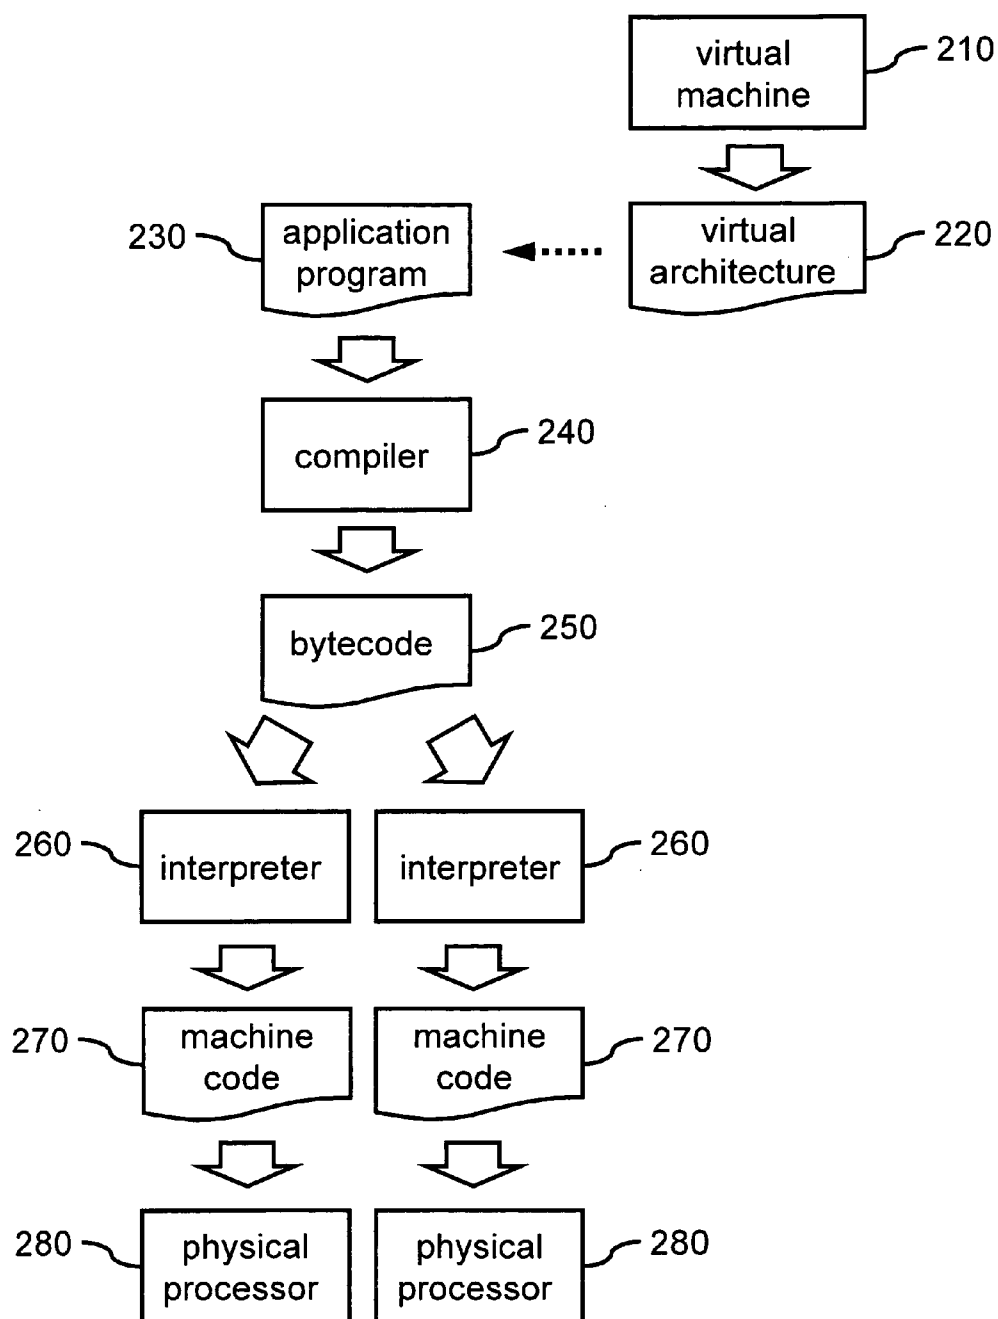 virtual
machine
210
230
application
program
virtual
architecture
220
compiler
240
bytecode
250
260
interpreter
interpreter
260
270
machine
code
machine
code
270
280
physical
processor
physical
processor
280